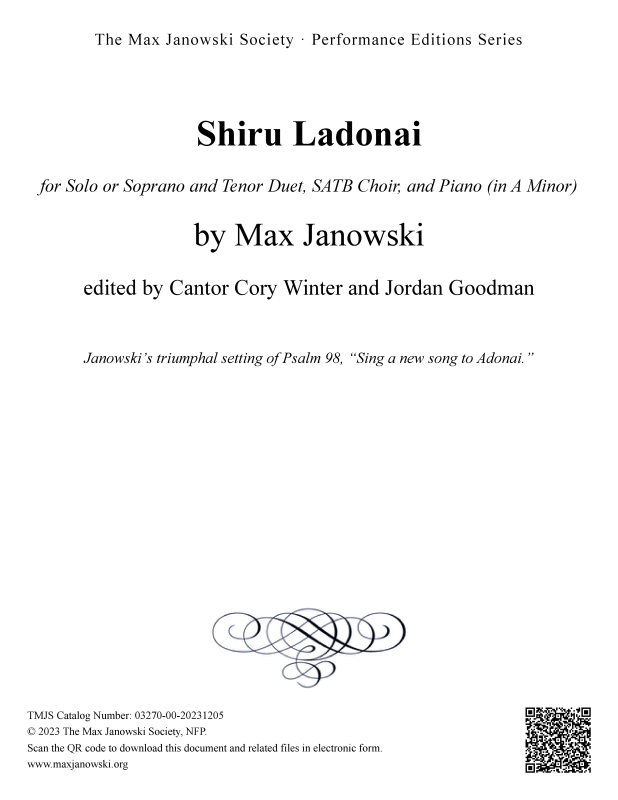 The Max Janowski Society · Performance Editions Series
Shiru Ladonai
for Solo or Soprano and Tenor Duet, SATB Choir, and Piano (in A Minor)
by Max Janowski
edited by Cantor Cory Winter and Jordan Goodman
Janowski’s triumphal setting of Psalm 98, “Sing a new song to Adonai.”
TMJS Catalog Number: 03270-00-20231205
© 2023 The Max Janowski Society, NFP.
Scan the QR code to download this document and related files in electronic form.
www.maxjanowski.org